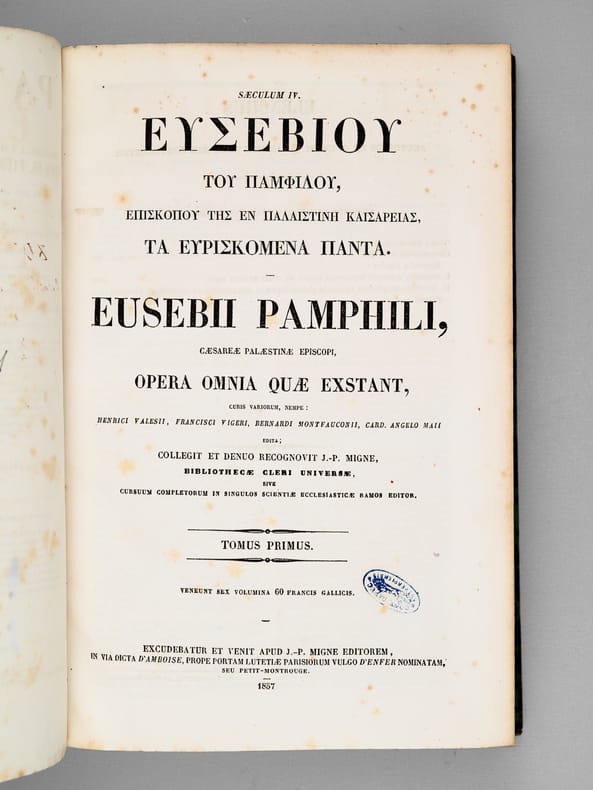 SÆCULUM IV.
ΕΥΣΕΒΙΟΥ
ΤΟΥ ΠΑΜΦΙΛΟΥ,
ΕΠΙΣΚΟΠΟΥ ΤΗΣ ΕΝ ΠΑΛΑΙΣΤΙΝΗ ΚΑΙΣΑΡΕΙΑΣ,
ΤΑ ΕΥΡΙΣΚΟΜΕΝΑ ΠΑΝΤΑ.
EUSEBII PAMPHILI,
CÆSAREÆ PALÆSTINÆ EPISCOPI,
OPERA OMNIA QUÆ EXSTANT,
CURIS VARIORUM, NEMPE:
HENRICI VALESII, FRANCISCI VIGERI, BERNARDI MONTFAUCONII, CARD. ANGELO MAII
EDITA;
COLLEGIT ET DENUO RECOGNOVIT J.-P. MIGNE,
BIBLIOTHECÆ CLERI UNIVERSÆ,
SIVE
CURSUUM COMPLETORUM IN SINGULOS SCIENTIÆ ECCLESIASTICÆ RAMOS EDITOR.
TOMUS PRIMUS.
VENEUNT SEX VOLUMINA 60 FRANCIS GALLICIS.
EXCUDEBATUR ET VENIT APUD J.-P. MIGNE EDITOREM,
IN VIA DICTA D'AMBOISE, PROPE PORTAM LUTETIÆ PARISIORUM VULGO D'ENFER NOMINATAM,
SEU PETIT-MONTROUGE.
1857